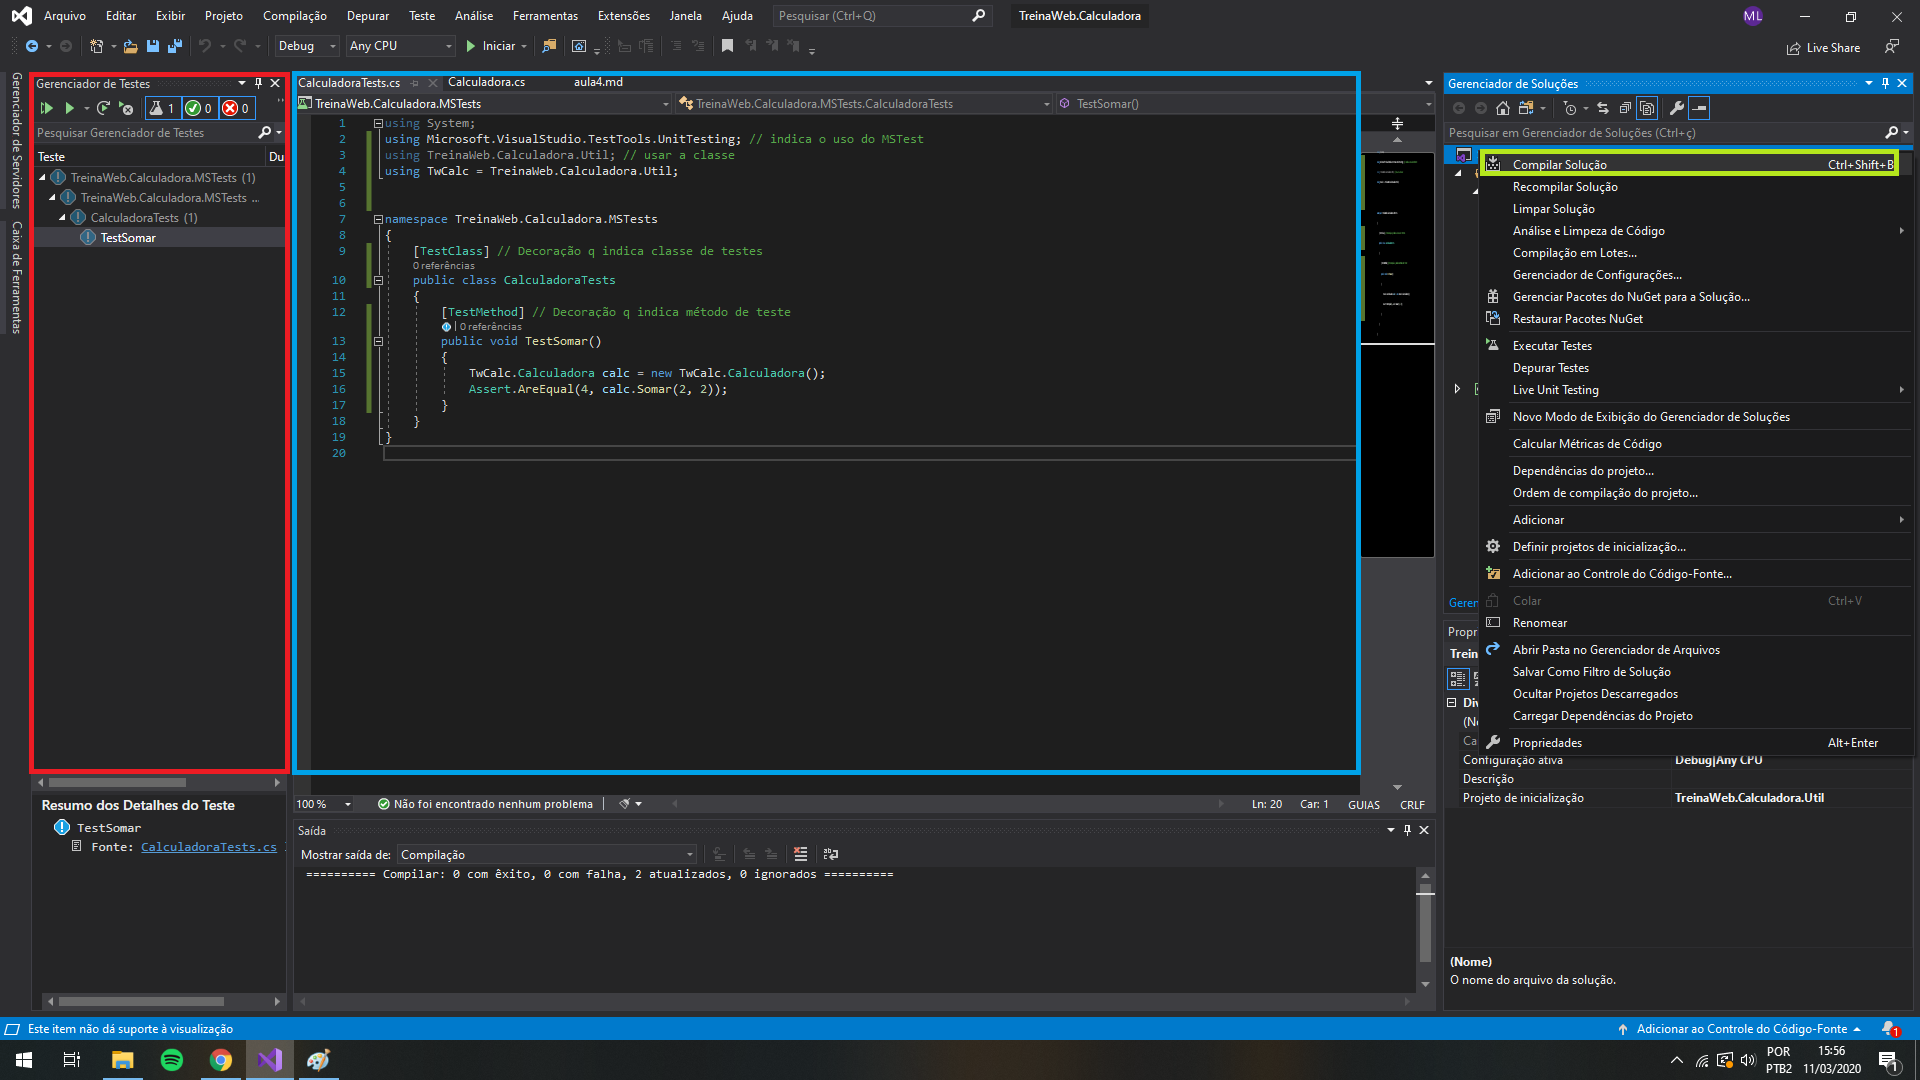 Arquivo Editar Exibir Projeto Compilação Depurar Teste Análise Ferramentas Extensões Janela Ajuda Pesquisar (Ctrl+Q) TreinaWeb.Calculadora ML
Debug Any CPU Iniciar Live Share
Gerenciador de Servidores
Caixa de Ferramentas
Gerenciador de Testes
1 0 0
Pesquisar Gerenciador de Testes
Teste Du
TreinaWeb.Calculadora.MSTests (1)
TreinaWeb.Calculadora.MSTests ...
CalculadoraTests (1)
TestSomar
Resumo dos Detalhes do Teste
TestSomar
Fonte: CalculadoraTests.cs
CalculadoraTests.cs Calculadora.cs aula4.md
TreinaWeb.Calculadora.MSTests TreinaWeb.Calculadora.MSTests.CalculadoraTests TestSomar()
1 using System;
2 using Microsoft.VisualStudio.TestTools.UnitTesting; // indica o uso do MSTest
3 using TreinaWeb.Calculadora.Util; // usar a classe
4 using TwCalc = TreinaWeb.Calculadora.Util;
5
6
7 namespace TreinaWeb.Calculadora.MSTests
8 {
9 [TestClass] // Decoração q indica classe de testes
0 referências
10 public class CalculadoraTests
11 {
12 [TestMethod] // Decoração q indica método de teste
0 referências
13 public void TestSomar()
14 {
15 TwCalc.Calculadora calc = new TwCalc.Calculadora();
16 Assert.AreEqual(4, calc.Somar(2, 2));
17 }
18 }
19 }
20
100 % Não foi encontrado nenhum problema Ln: 20 Car: 1 GUIAS CRLF
Saída
Mostrar saída de: Compilação
========== Compilar: 0 com êxito, 0 com falha, 2 atualizados, 0 ignorados ==========
Gerenciador de Soluções
Pesquisar em Gerenciador de Soluções (Ctrl+ç)
Compilar Solução Ctrl+Shift+B
Recompilar Solução
Limpar Solução
Análise e Limpeza de Código
Compilação em Lotes...
Gerenciador de Configurações...
Gerenciar Pacotes do NuGet para a Solução...
Restaurar Pacotes NuGet
Executar Testes
Depurar Testes
Live Unit Testing
Novo Modo de Exibição do Gerenciador de Soluções
Calcular Métricas de Código
Dependências do projeto...
Ordem de compilação do projeto...
Adicionar
Definir projetos de inicialização...
Adicionar ao Controle do Código-Fonte...
Colar Ctrl+V
Renomear
Abrir Pasta no Gerenciador de Arquivos
Salvar Como Filtro de Solução
Ocultar Projetos Descarregados
Carregar Dependências do Projeto
Propriedades Alt+Enter
Geren
Propr
Trein
Div
(No
Ca
Configuração ativa Debug|Any CPU
Descrição
Projeto de inicialização TreinaWeb.Calculadora.Util
(Nome)
O nome do arquivo da solução.
Este item não dá suporte à visualização Adicionar ao Controle do Código-Fonte 1
POR
PTB2
15:56
11/03/2020
1